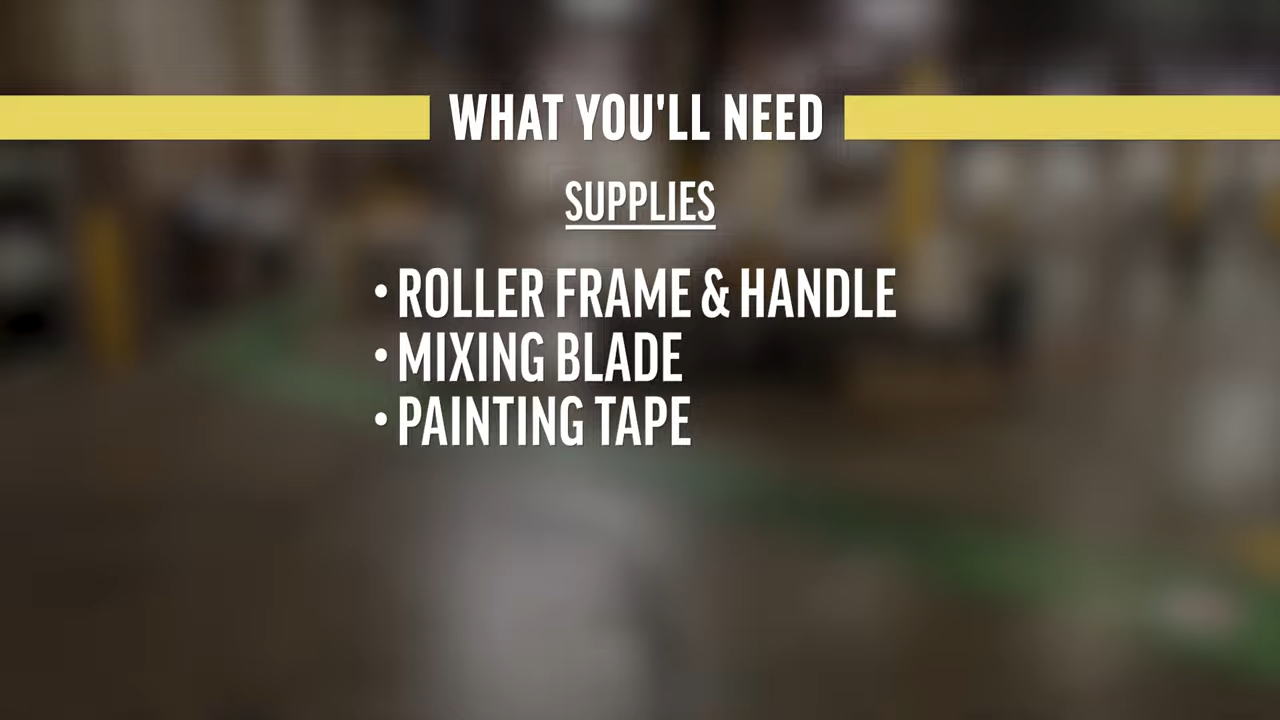 WHAT YOU'LL NEED
SUPPLIES
• ROLLER FRAME & HANDLE
• MIXING BLADE
• PAINTING TAPE